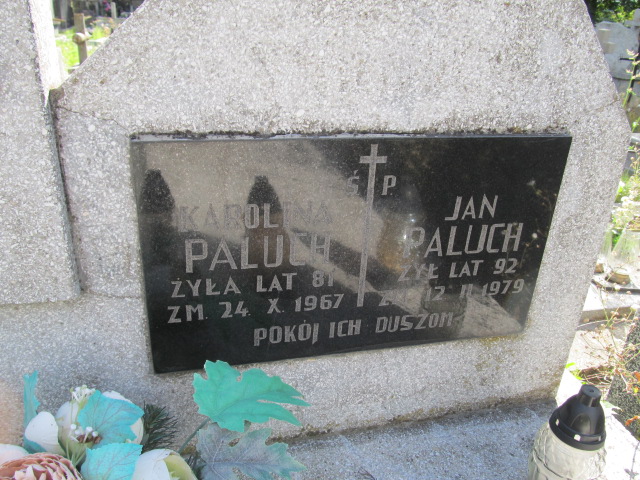 Ś P.
KAROLINA
PALUCH
ŻYŁA LAT 81
ZM. 24. X. 1967
JAN
PALUCH
ŻYŁ LAT 92
12 II 1979
POKÓJ ICH DUSZOM